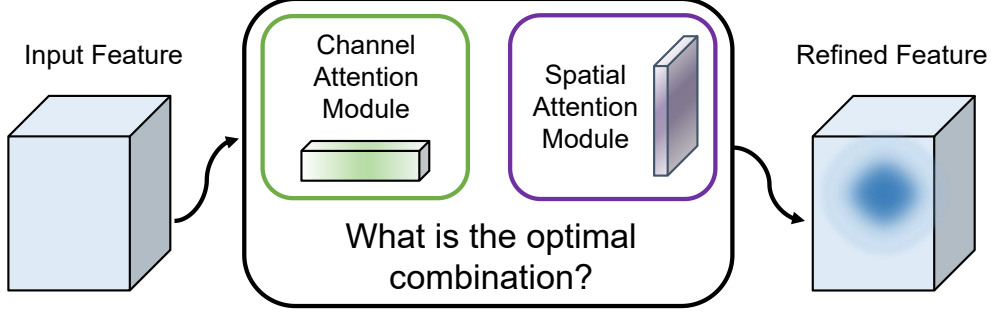 Input Feature
Channel
Attention
Module
Spatial
Attention
Module
Refined Feature
What is the optimal
combination?